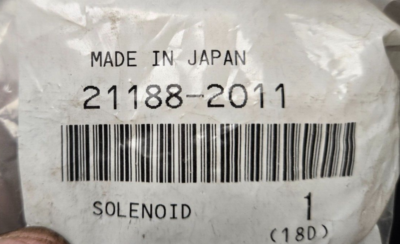 MADE IN JAPAN
21188-2011
SOLENOID 1
(18D)